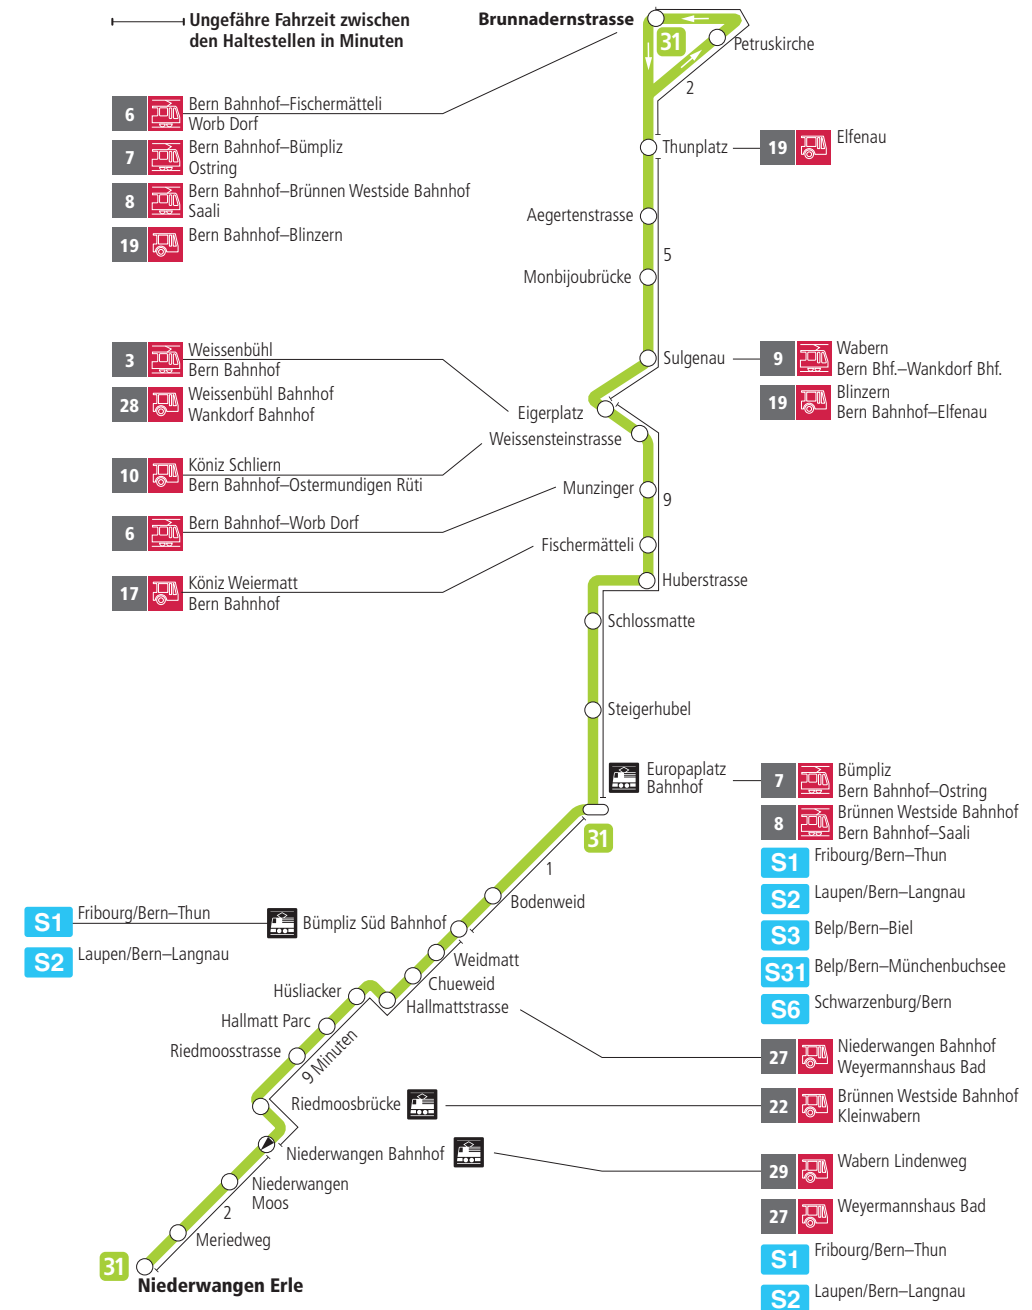 Ungefähre Fahrzeit zwischen
den Haltestellen in Minuten
Brunnadernstrasse
31
Petruskirche
2
6
Bern Bahnhof–Fischermätteli
Worb Dorf
7
Bern Bahnhof–Bümpliz
Ostring
8
Bern Bahnhof–Brünnen Westside Bahnhof
Saali
19
Bern Bahnhof–Blinzern
Thunplatz
19
Elfenau
Aegertenstrasse
5
Monbijoubrücke
3
Weissenbühl
Bern Bahnhof
28
Weissenbühl Bahnhof
Wankdorf Bahnhof
Sulgenau
9
Wabern
Bern Bhf.–Wankdorf Bhf.
19
Blinzern
Bern Bahnhof–Elfenau
Eigerplatz
Weissensteinstrasse
10
Köniz Schliern
Bern Bahnhof–Ostermundigen Rüti
Munzinger
9
6
Bern Bahnhof–Worb Dorf
Fischermätteli
17
Köniz Weiermatt
Bern Bahnhof
Huberstrasse
Schlossmatte
Steigerhubel
Europaplatz
Bahnhof
7
Bümpliz
Bern Bahnhof–Ostring
8
Brünnen Westside Bahnhof
Bern Bahnhof–Saali
S1
Fribourg/Bern–Thun
S2
Laupen/Bern–Langnau
S3
Belp/Bern–Biel
S31
Belp/Bern–Münchenbuchsee
S6
Schwarzenburg/Bern
31
1
Bodenweid
S1
Fribourg/Bern–Thun
S2
Laupen/Bern–Langnau
Bümpliz Süd Bahnhof
Weidmatt
Chueweid
Hallmattstrasse
Hüsliacker
Hallmatt Parc
Riedmoosstrasse
9 Minuten
27
Niederwangen Bahnhof
Weyermannshaus Bad
Riedmoosbrücke
22
Brünnen Westside Bahnhof
Kleinwabern
Niederwangen Bahnhof
29
Wabern Lindenweg
27
Weyermannshaus Bad
S1
Fribourg/Bern–Thun
S2
Laupen/Bern–Langnau
Niederwangen
Moos
2
Meriedweg
31
Niederwangen Erle